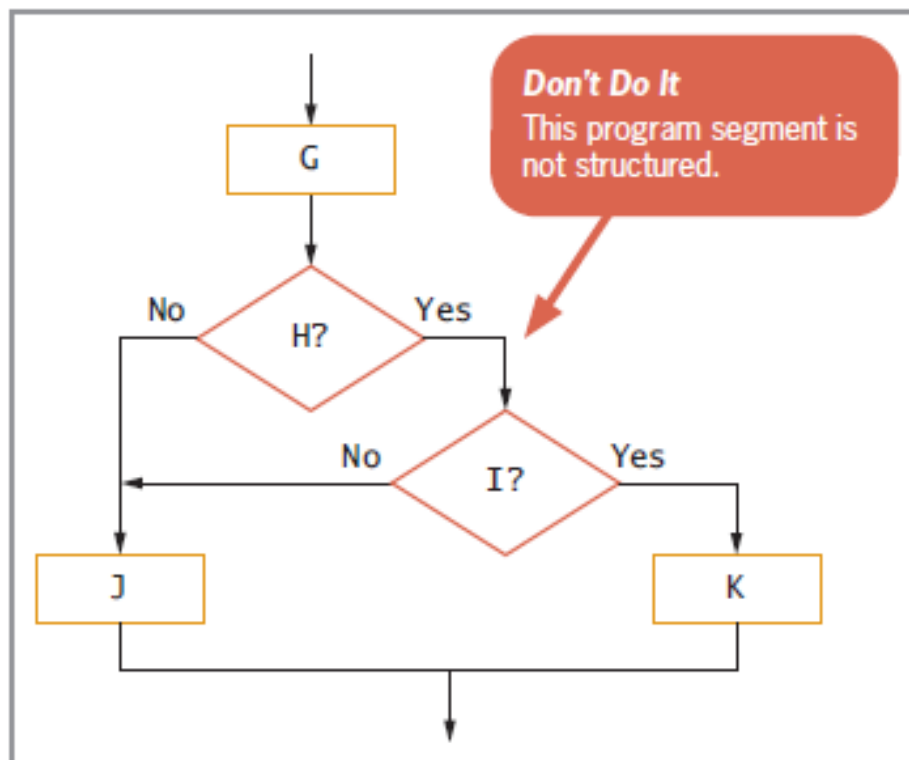 Don't Do It
This program segment is
not structured.
G
No
H?
Yes
No
I?
Yes
J
K